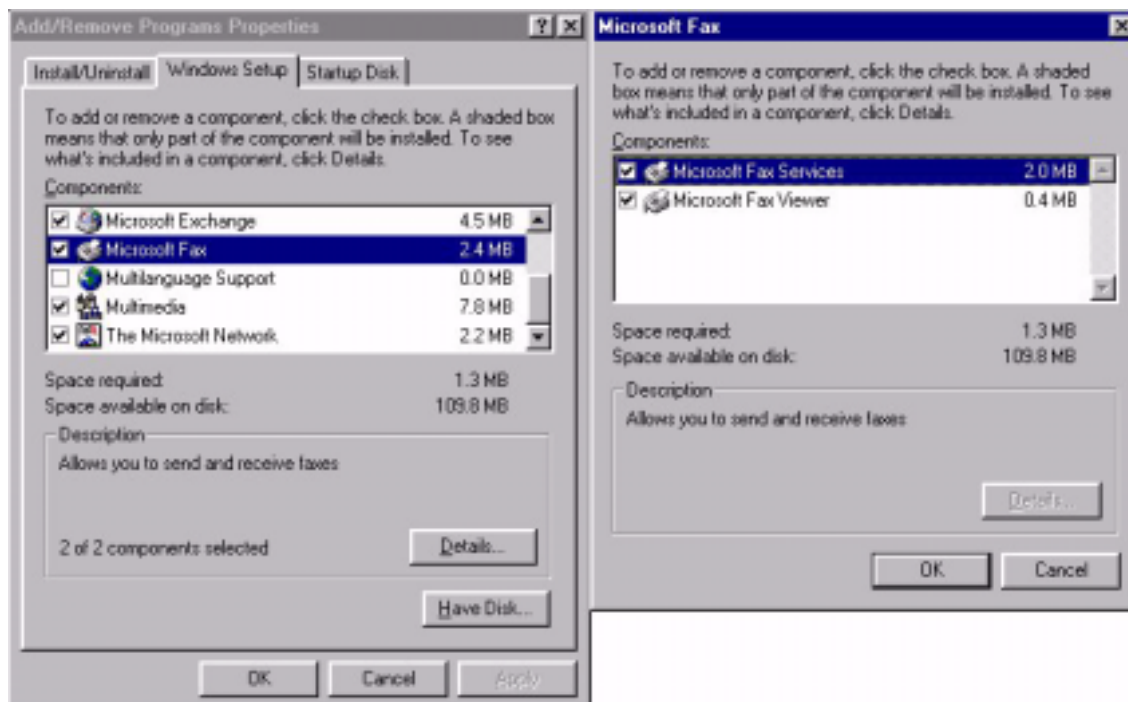 Add/Remove Programs Properties
Install/Uninstall Windows Setup Startup Disk
To add or remove a component, click the check box. A shaded box
means that only part of the component will be installed. To see
what's included in a component, click Details.
Components:
Microsoft Exchange 4.5 MB
Microsoft Fax 2.4 MB
Multilanguage Support 0.0 MB
Multimedia 7.8 MB
The Microsoft Network 2.2 MB
Space required: 1.3 MB
Space available on disk: 109.8 MB
Description
Allows you to send and receive faxes
2 of 2 components selected
Details...
Have Disk...
OK Cancel Apply
Microsoft Fax
To add or remove a component, click the check box. A shaded
box means that only part of the component will be installed. To see
what's included in a component, click Details.
Components:
Microsoft Fax Services 2.0 MB
Microsoft Fax Viewer 0.4 MB
Space required: 1.3 MB
Space available on disk: 109.8 MB
Description
Allows you to send and receive faxes
Details...
OK Cancel